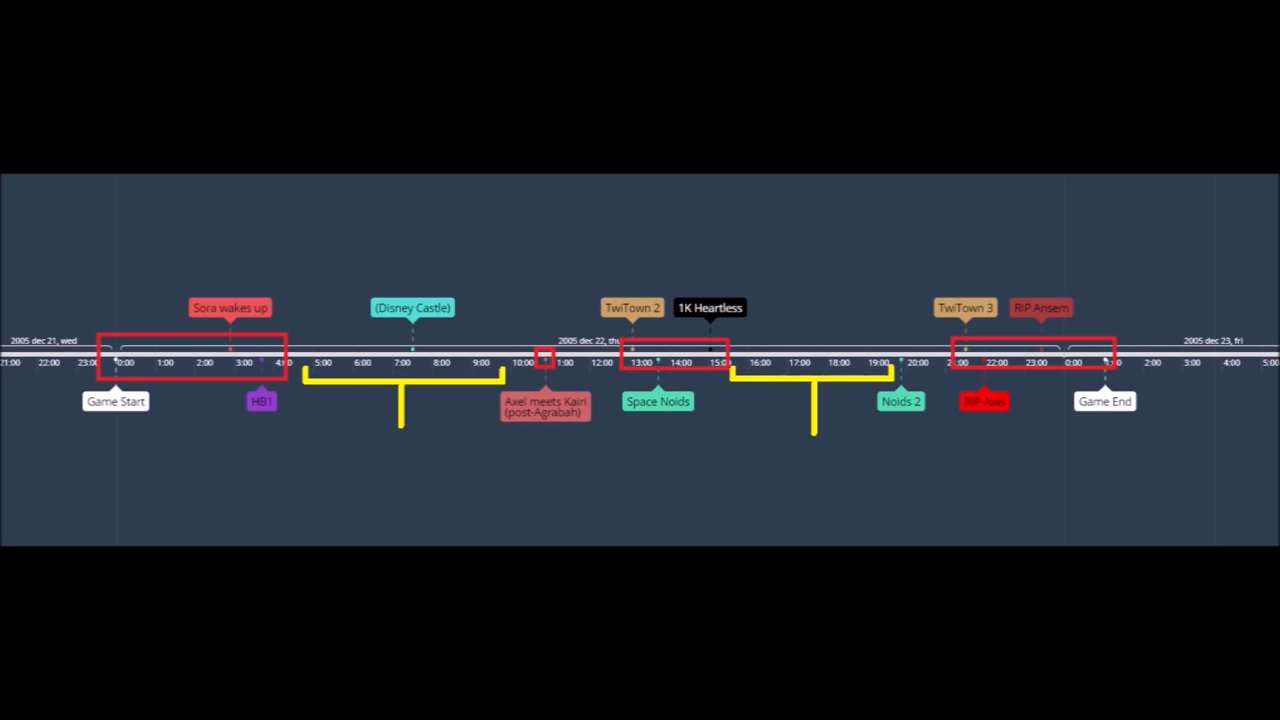 Sora wakes up
(Disney Castle)
TwiTown 2
1K Heartless
TwiTown 3
RIP Ansem
2005 dec 21, wed
2005 dec 22, thu
2005 dec 23, fri
21:00 22:00 23:00 0:00 1:00 2:00 3:00 4:00 5:00 6:00 7:00 8:00 9:00 10:00 1:00 12:00 13:00 14:00 15:00 16:00 17:00 18:00 19:00 20:00 21:00 22:00 23:00 0:00 2:00 3:00 4:00 5:00
Game Start
HB1
Axel meets Kairi
(post-Agrabah)
Space Noids
Noids 2
RIP Axel
Game End